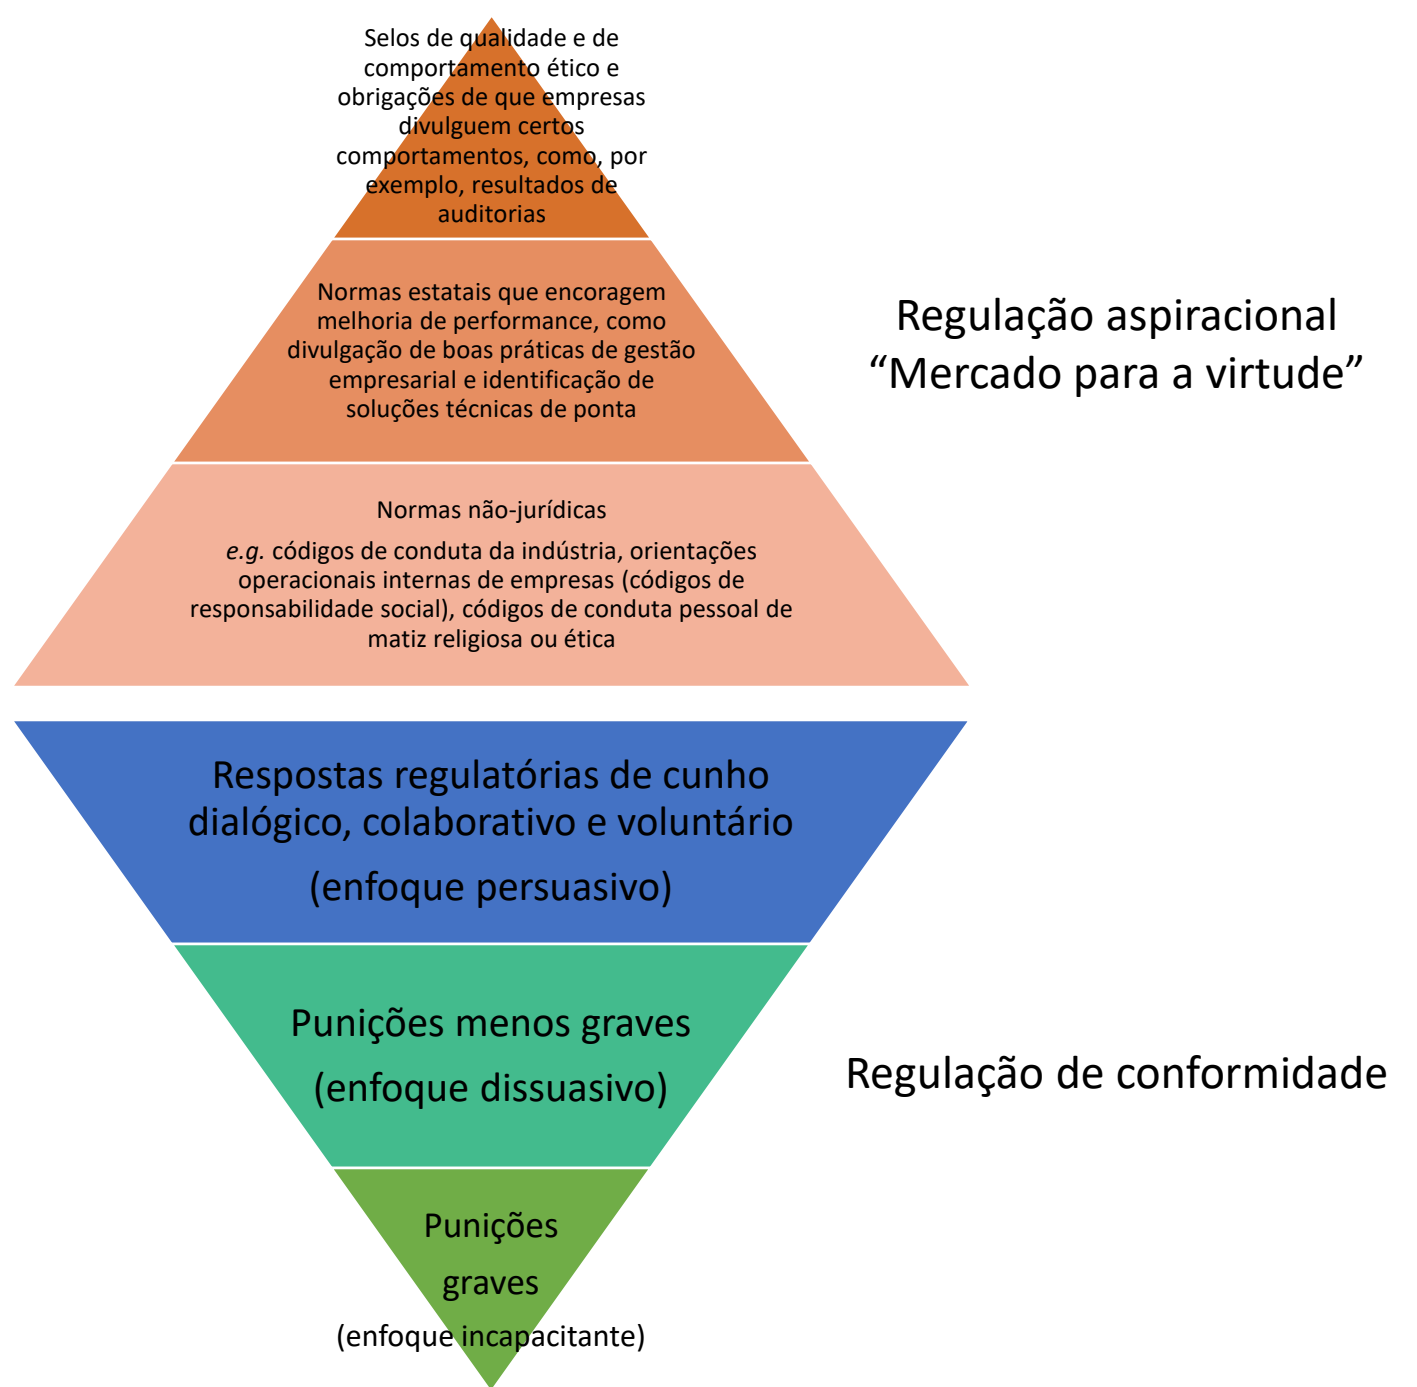 Selos de qualidade e de
comportamento ético e
obrigações de que empresas
divulguem certos
comportamentos, como, por
exemplo, resultados de
auditorias
Normas estatais que encoragem
melhoria de performance, como
divulgação de boas práticas de gestão
empresarial e identificação de
soluções técnicas de ponta
Regulação aspiracional
“Mercado para a virtude”
Normas não-jurídicas
e.g. códigos de conduta da indústria, orientações
operacionais internas de empresas (códigos de
responsabilidade social), códigos de conduta pessoal de
matiz religiosa ou ética
Respostas regulatórias de cunho
dialógico, colaborativo e voluntário
(enfoque persuasivo)
Punições menos graves
(enfoque dissuasivo)
Regulação de conformidade
Punições
graves
(enfoque incapacitante)